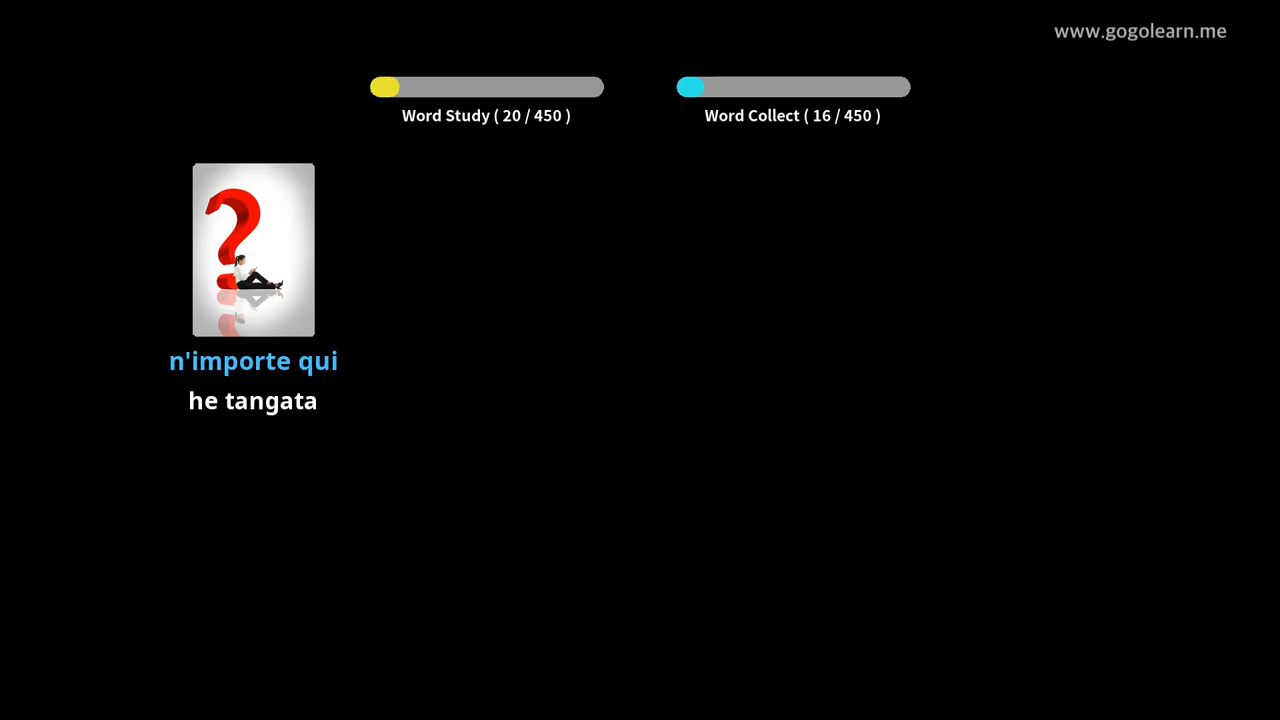 www.gogolearn.me
Word Study ( 20 / 450 )
Word Collect ( 16 / 450 )
n'importe qui
he tangata